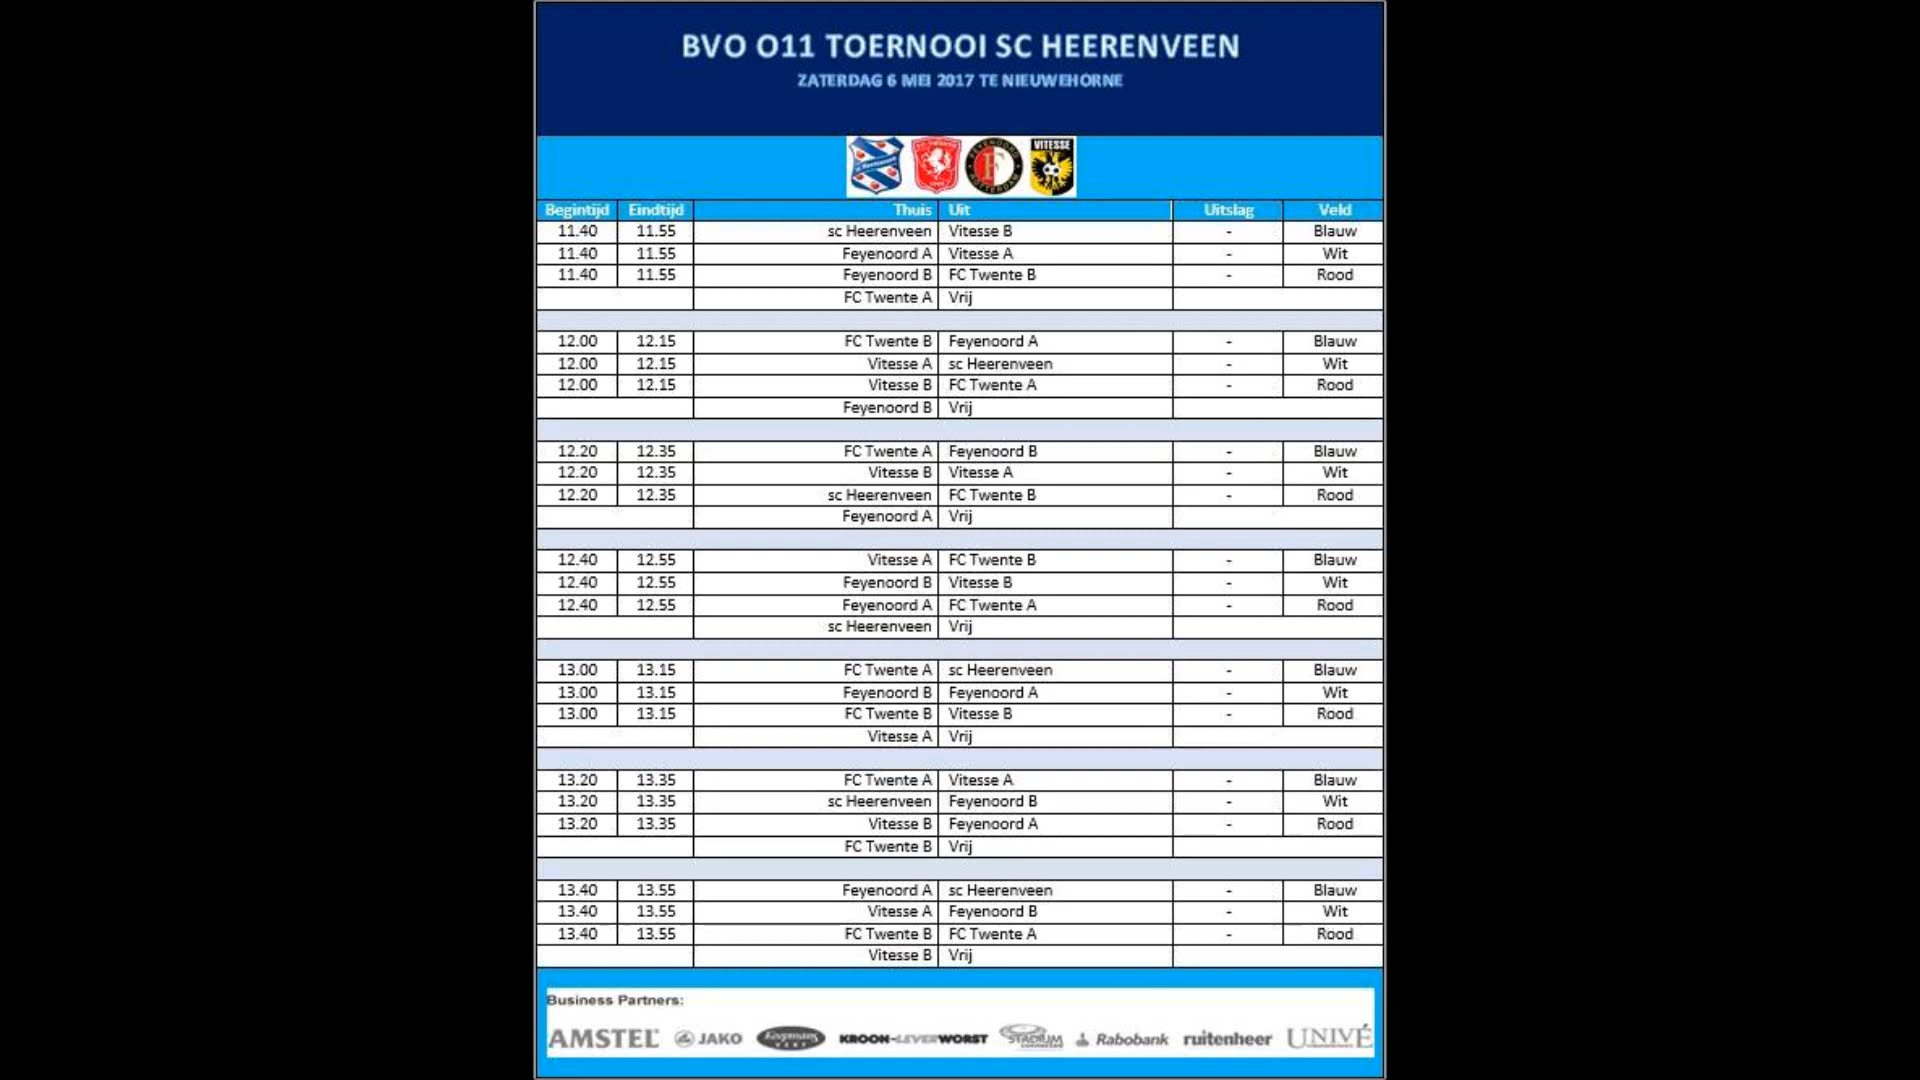 BVO O11 TOERNOOI SC HEERENVEEN
ZATERDAG 6 MEI 2017 TE NIEUWEHORNE
VITESSE
Begintijd Eindtijd Thuis Uit Uitslag Veld
11.40 11.55 sc Heerenveen Vitesse B - Blauw
11.40 11.55 Feyenoord A Vitesse A - Wit
11.40 11.55 Feyenoord B FC Twente B - Rood
FC Twente A Vrij
12.00 12.15 FC Twente B Feyenoord A - Blauw
12.00 12.15 Vitesse A sc Heerenveen - Wit
12.00 12.15 Vitesse B FC Twente A - Rood
Feyenoord B Vrij
12.20 12.35 FC Twente A Feyenoord B - Blauw
12.20 12.35 Vitesse B Vitesse A - Wit
12.20 12.35 sc Heerenveen FC Twente B - Rood
Feyenoord A Vrij
12.40 12.55 Vitesse A FC Twente B - Blauw
12.40 12.55 Feyenoord B Vitesse B - Wit
12.40 12.55 Feyenoord A FC Twente A - Rood
sc Heerenveen Vrij
13.00 13.15 FC Twente A sc Heerenveen - Blauw
13.00 13.15 Feyenoord B Feyenoord A - Wit
13.00 13.15 FC Twente B Vitesse B - Rood
Vitesse A Vrij
13.20 13.35 FC Twente A Vitesse A - Blauw
13.20 13.35 sc Heerenveen Feyenoord B - Wit
13.20 13.35 Vitesse B Feyenoord A - Rood
FC Twente B Vrij
13.40 13.55 Feyenoord A sc Heerenveen - Blauw
13.40 13.55 Vitesse A Feyenoord B - Wit
13.40 13.55 FC Twente B FC Twente A - Rood
Vitesse B Vrij
Business Partners:
AMSTEL JAKO Koopmans KROON-LEVERWORST STADIUM Rabobank ruitenheer UNIVÉ